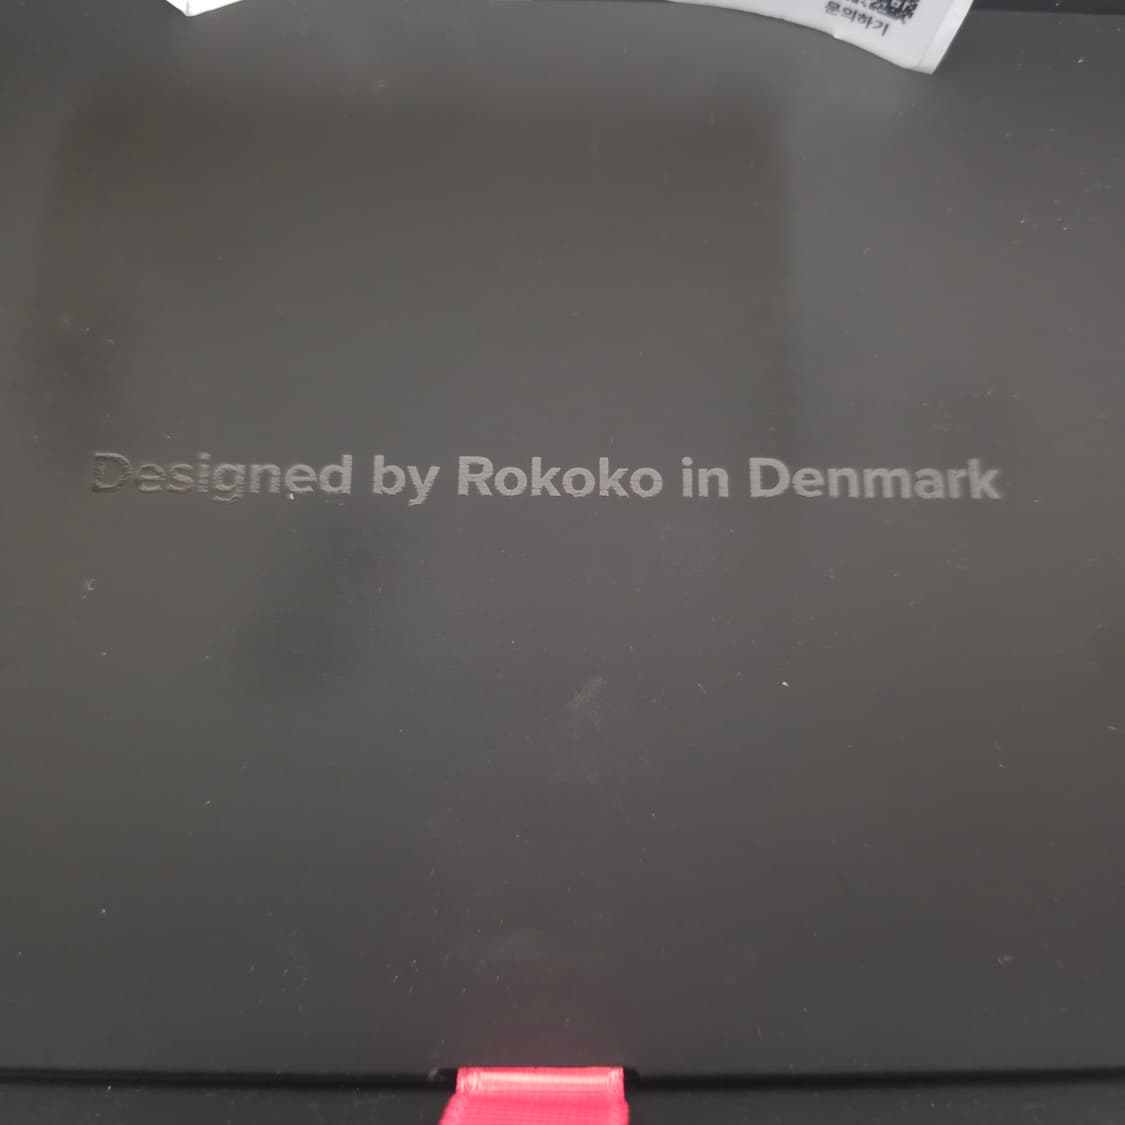 문의하기
Designed by Rokoko in Denmark